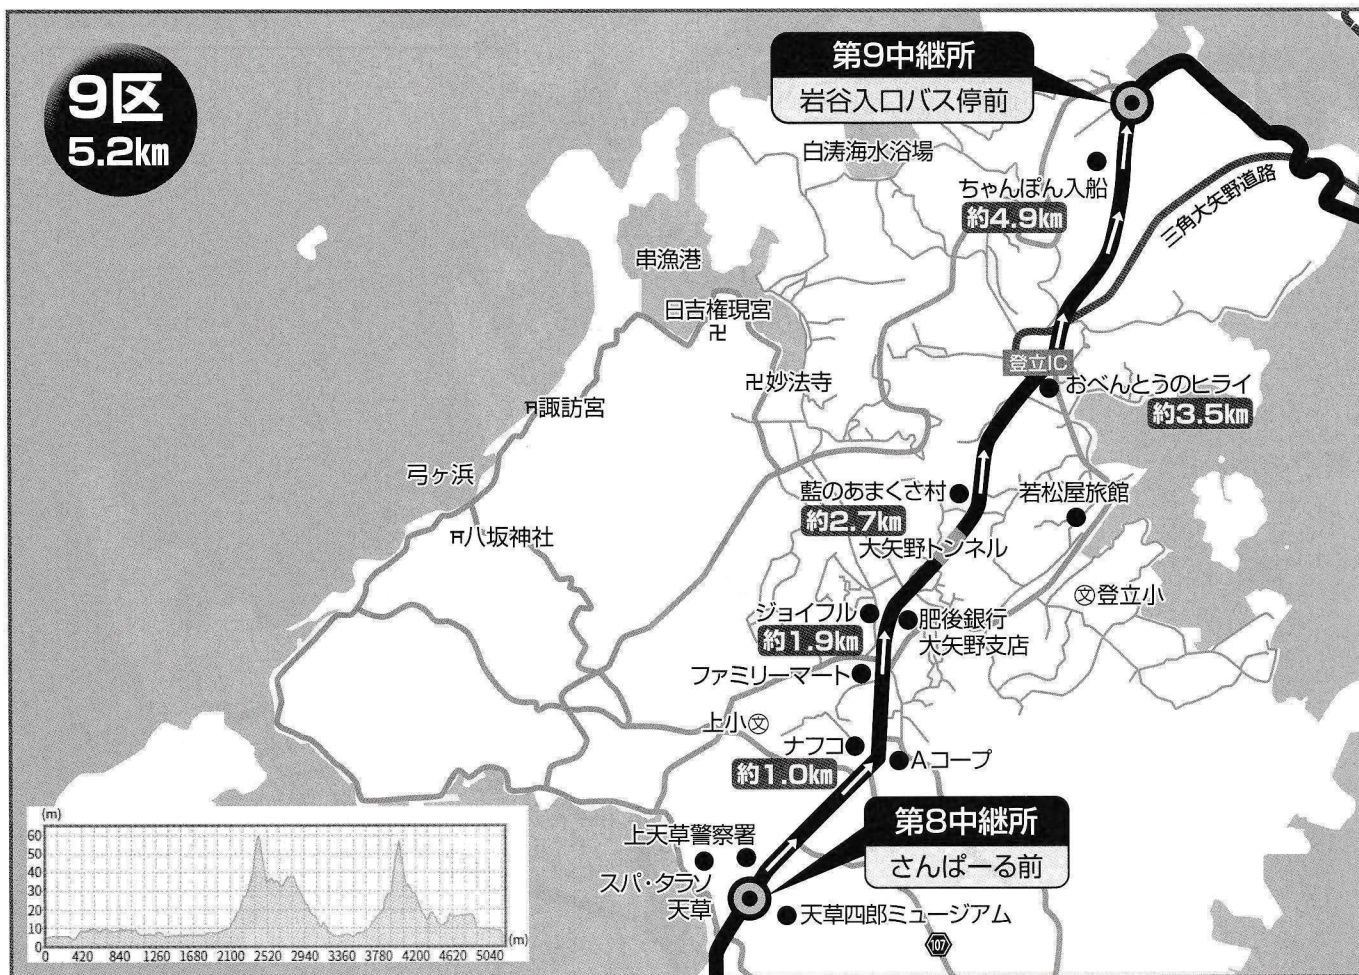 9区
5.2km
第9中継所
岩谷入口バス停前
白涛海水浴場
ちゃんぽん入船
約4.9km
三角大矢野道路
串漁港
日吉権現宮
卍
卍妙法寺
登立IC
おべんとうのヒライ
約3.5km
諏訪宮
弓ヶ浜
藍のあまくさ村
約2.7km
若松屋旅館
八坂神社
大矢野トンネル
文登立小
ジョイフル
約1.9km
肥後銀行
大矢野支店
ファミリーマート
上小文
ナフコ
約1.0km
Aコープ
第8中継所
さんぱーる前
上天草警察署
スパ・タラソ
天草
天草四郎ミュージアム
107
(m)
60
50
40
30
20
10
0
0 420 840 1260 1680 2100 2520 2940 3360 3780 4200 4620 5040
(m)